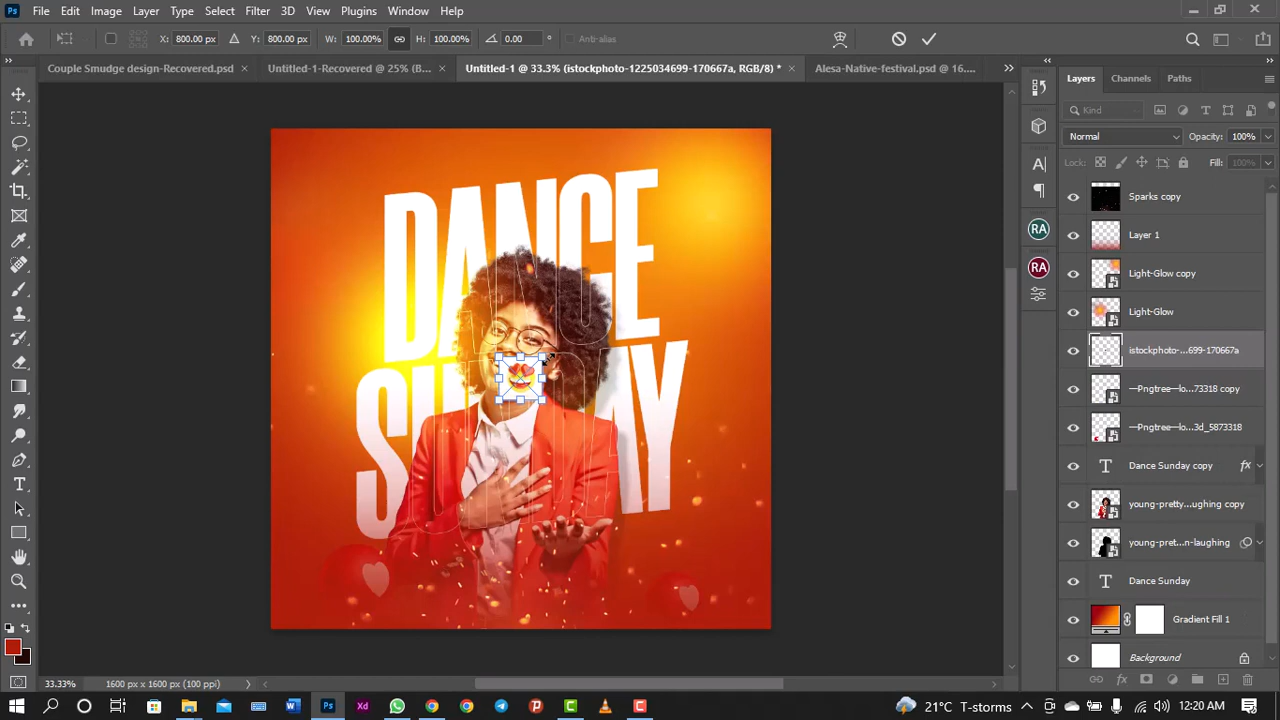 Ps File Edit Image Layer Type Select Filter 3D View Plugins Window Help
X: 800.00 px Y: 800.00 px W: 100.00% H: 100.00% 0.00 ° Anti-alias
Couple Smudge design-Recovered.psd × Untitled-1-Recovered @ 25% (B... × Untitled-1 @ 33.3% (istockphoto-1225034699-170667a, RGB/8) * × Alesa-Native-festival.psd @ 16.... »
Layers Channels Paths
Kind
Normal Opacity: 100%
Lock: Fill: 100%
Sparks copy
Layer 1
Light-Glow copy
Light-Glow
istockphoto-...699-170667a
—Pngtree—lo...73318 copy
—Pngtree—lo...3d_5873318
Dance Sunday copy fx
young-pretty...ughing copy
young-pret...n-laughing
Dance Sunday
Gradient Fill 1
Background
RA
RA
DANCE
SUNDAY
33.33% 1600 px x 1600 px (100 ppi)
21°C T-storms 12:20 AM